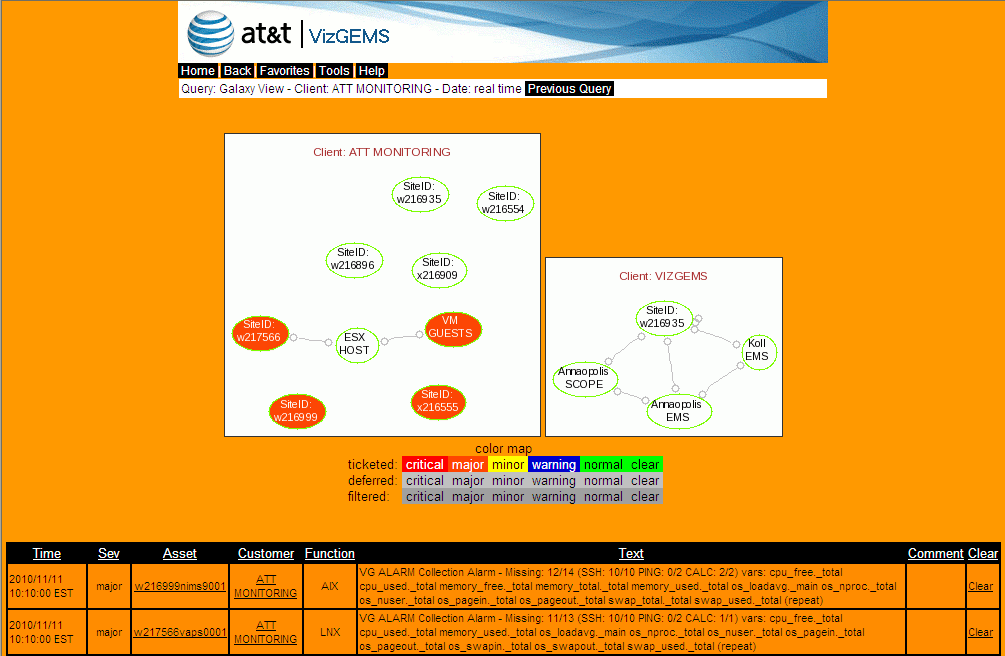 at&t VizGEMS
Home Back Favorites Tools Help
Query: Galaxy View - Client: ATT MONITORING - Date: real time Previous Query
Client: ATT MONITORING
SiteID:
w216935
SiteID:
w216554
SiteID:
w216896
SiteID:
x216909
SiteID:
w217566
ESX
HOST
VM
GUESTS
SiteID:
w216999
SiteID:
x216555
Client: VIZGEMS
SiteID:
w216935
Koll
EMS
Annaopolis
SCOPE
Annaopolis
EMS
color map
ticketed: critical major minor warning normal clear
deferred: critical major minor warning normal clear
filtered: critical major minor warning normal clear
Time Sev Asset Customer Function Text Comment Clear
2010/11/11
10:10:00 EST
major
w216999nims9001
ATT
MONITORING
AIX
VG ALARM Collection Alarm - Missing: 12/14 (SSH: 10/10 PING: 0/2 CALC: 2/2) vars: cpu_free._total
cpu_used._total memory_free._total memory_total._total memory_used._total os_loadavg._main os_nproc._total
os_nuser._total os_pagein._total os_pageout._total swap_total._total swap_used._total (repeat)
Clear
2010/11/11
10:10:00 EST
major
w217566vaps0001
ATT
MONITORING
LNX
VG ALARM Collection Alarm - Missing: 11/13 (SSH: 10/10 PING: 0/2 CALC: 1/1) vars: cpu_free._total
cpu_used._total memory_used._total os_loadavg._main os_nproc._total os_nuser._total os_pagein._total
os_pageout._total os_swapin._total os_swapout._total swap_used._total (repeat)
Clear